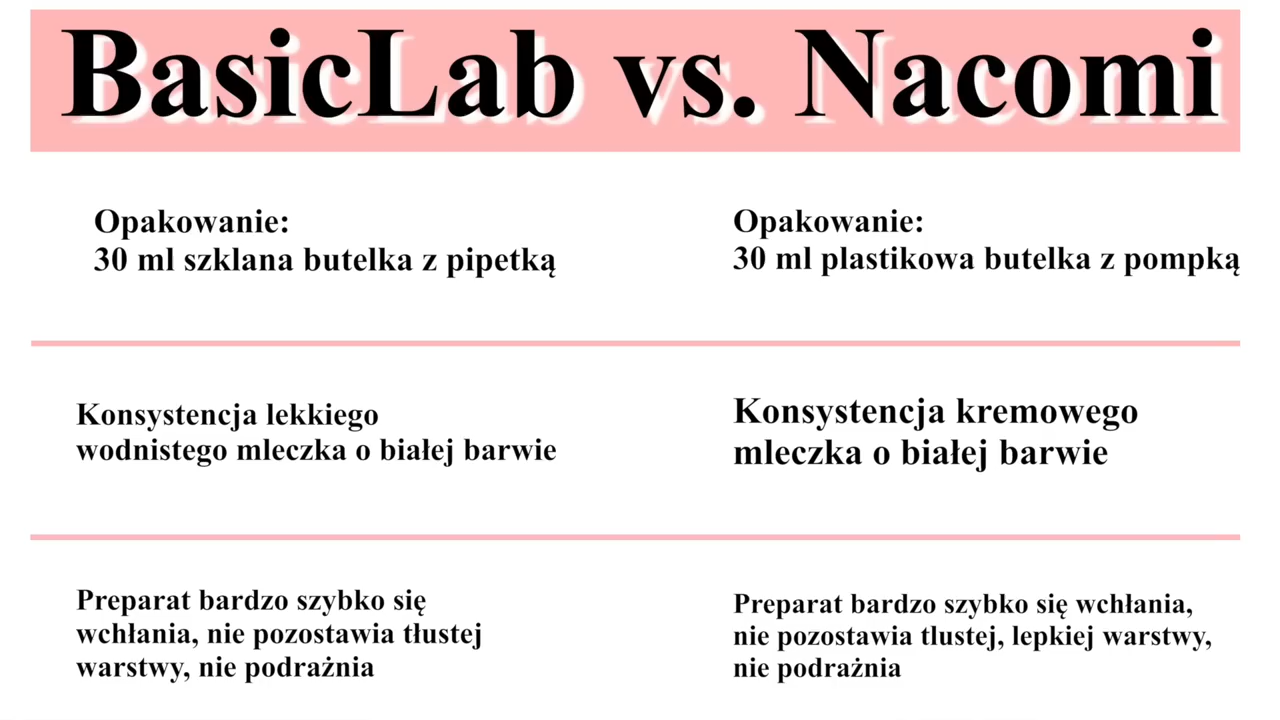 BasicLab vs. Nacomi
Opakowanie:
30 ml szklana butelka z pipetką
Opakowanie:
30 ml plastikowa butelka z pompką
Konsystencja lekkiego
wodnistego mleczka o białej barwie
Konsystencja kremowego
mleczka o białej barwie
Preparat bardzo szybko się
wchłania, nie pozostawia tłustej
warstwy, nie podrażnia
Preparat bardzo szybko się wchłania,
nie pozostawia tlustej, lepkiej warstwy,
nie podrażnia